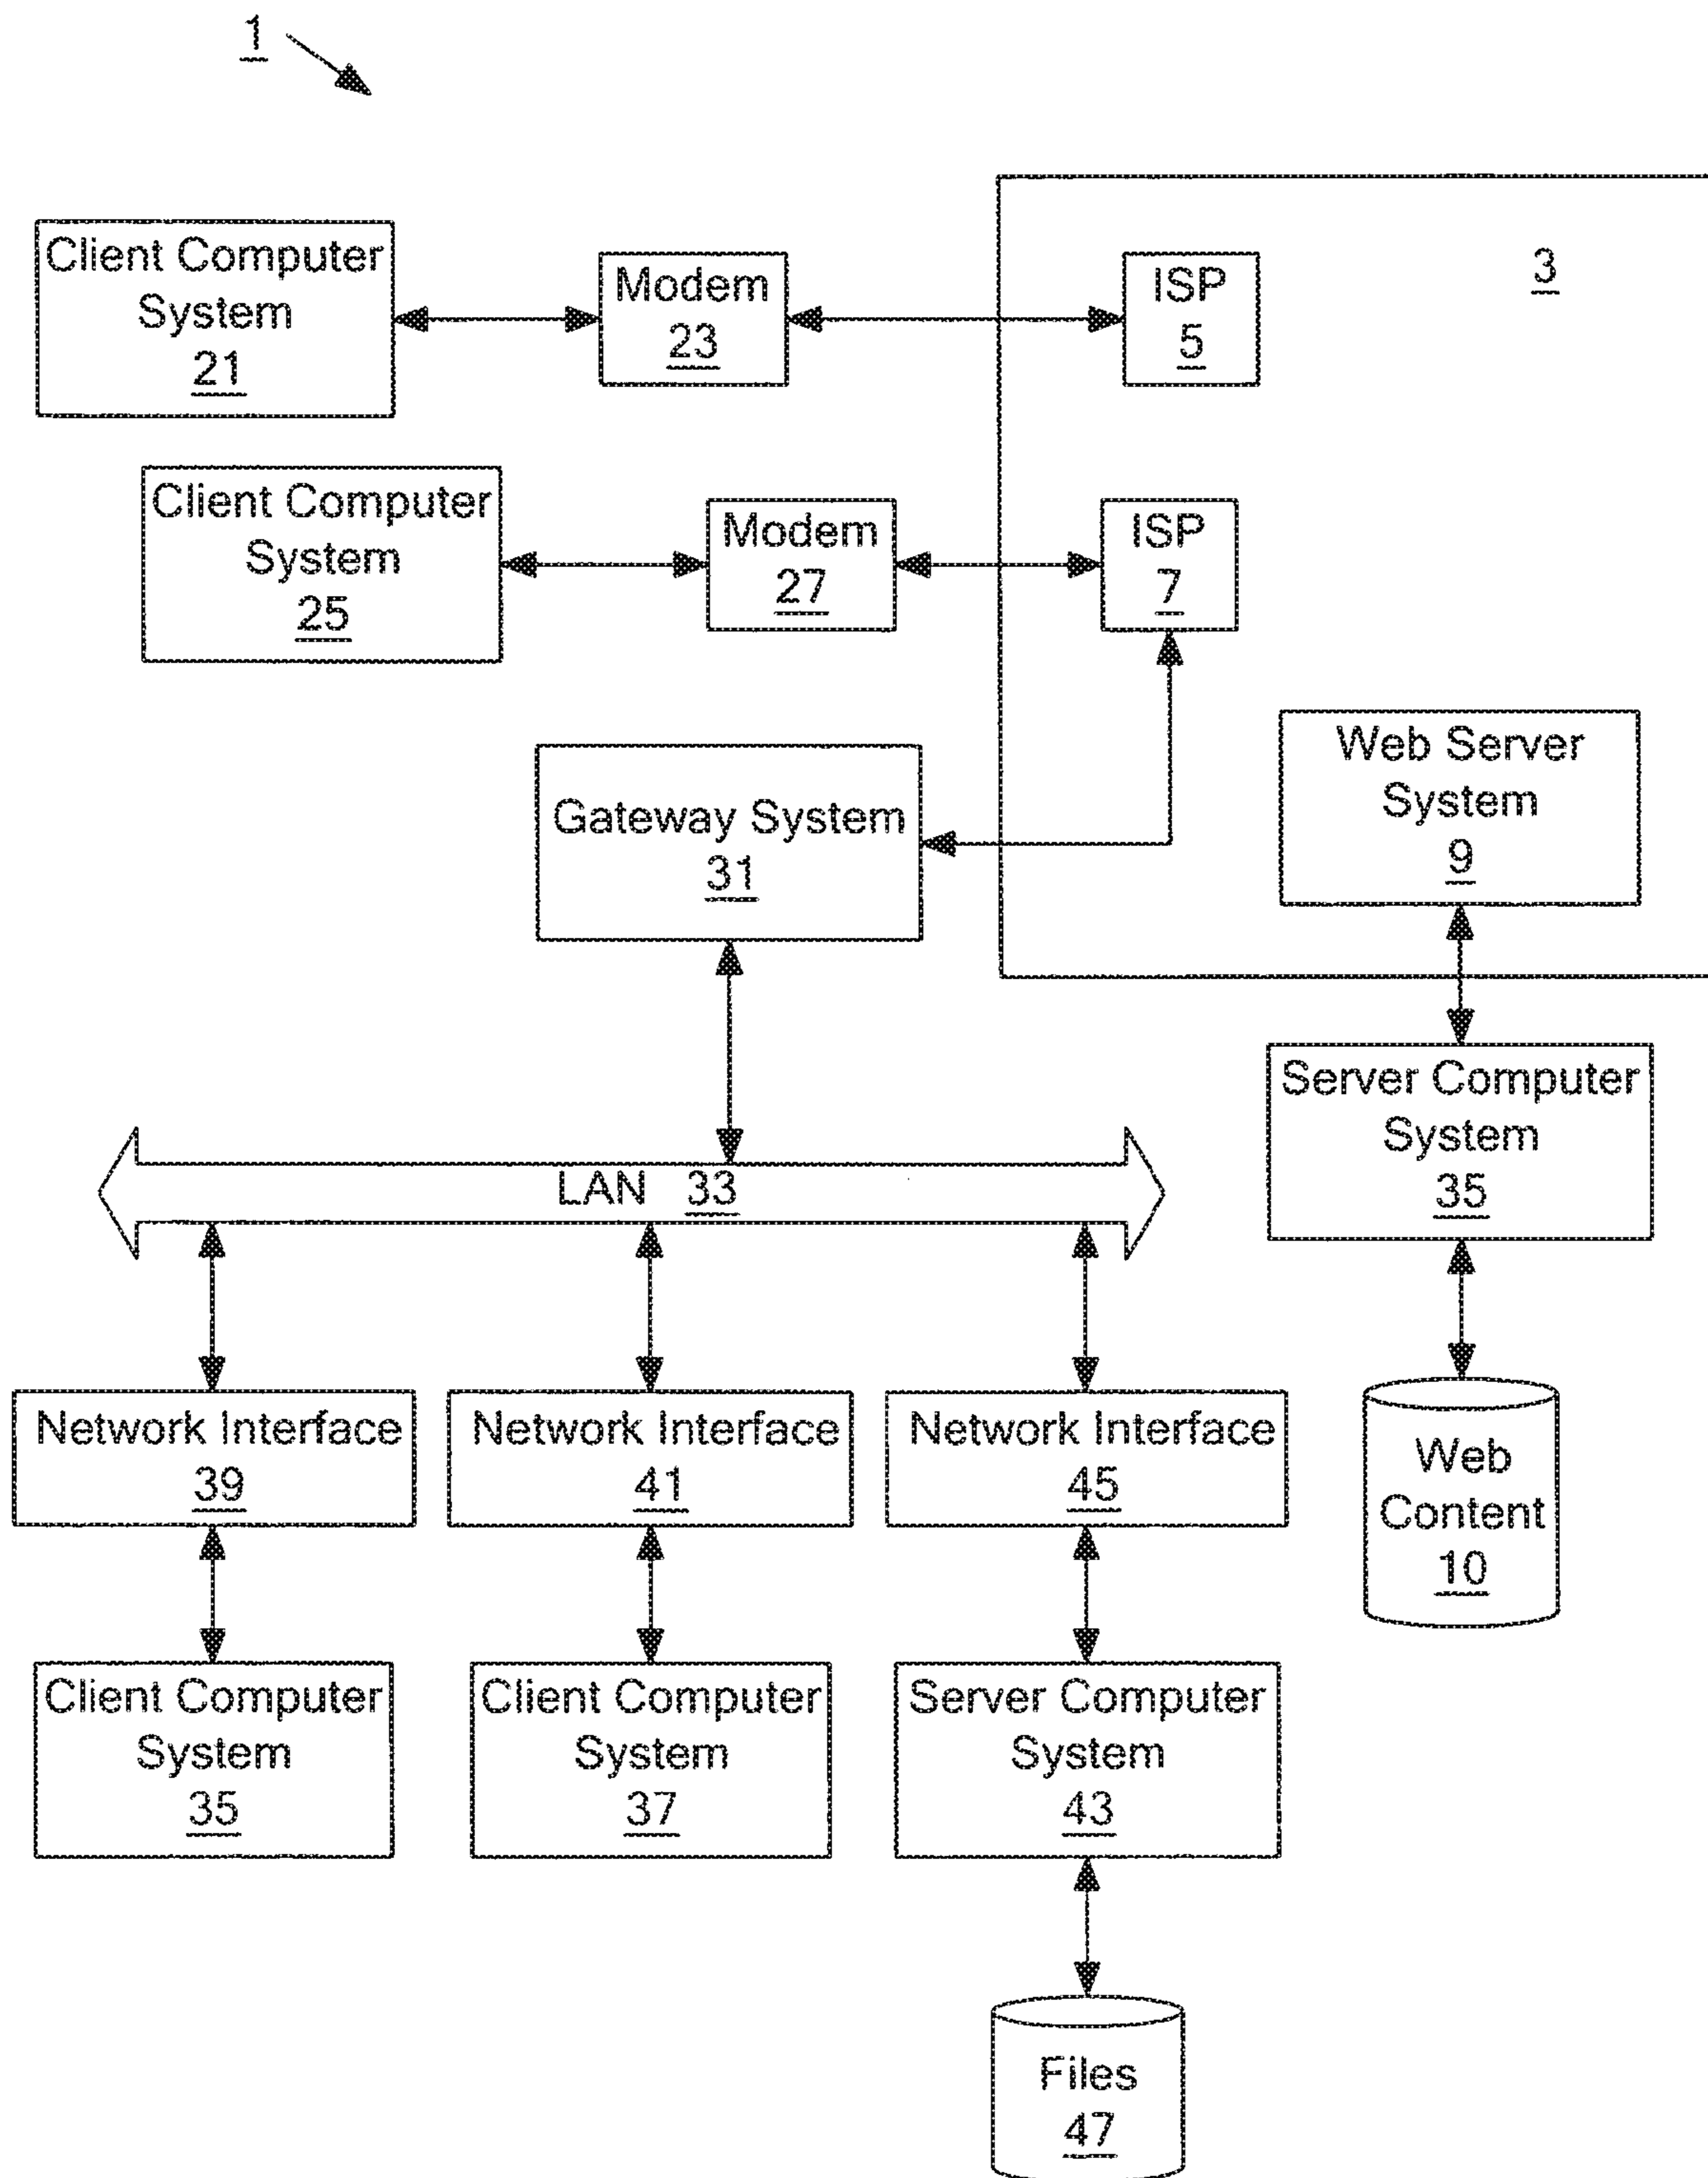 1
3
Client Computer
System
21
Modem
23
ISP
5
Client Computer
System
25
Modem
27
ISP
7
Gateway System
31
Web Server
System
9
Server Computer
System
35
LAN 33
Network Interface
39
Network Interface
41
Network Interface
45
Web
Content
10
Client Computer
System
35
Client Computer
System
37
Server Computer
System
43
Files
47